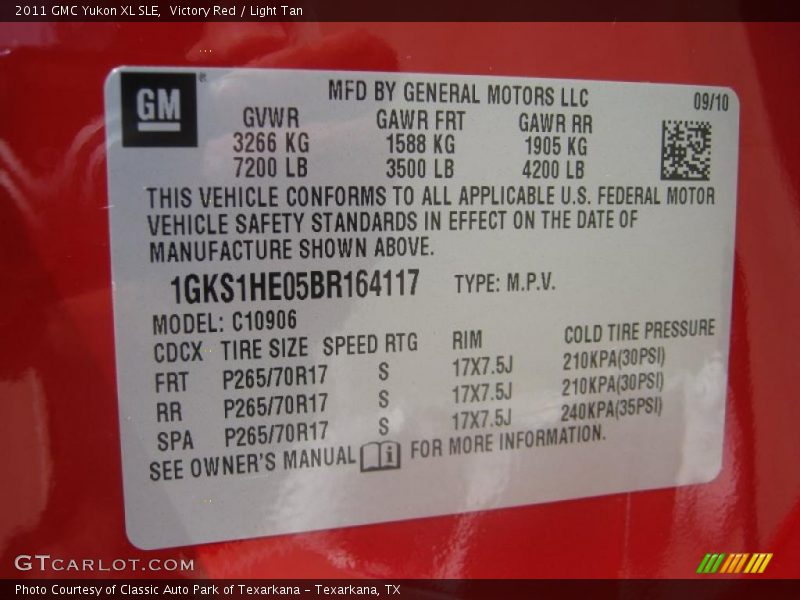 2011 GMC Yukon XL SLE,  Victory Red / Light Tan
GM ®
MFD BY GENERAL MOTORS LLC
09/10
GVWR GAWR FRT GAWR RR
3266 KG 1588 KG 1905 KG
7200 LB 3500 LB 4200 LB
THIS VEHICLE CONFORMS TO ALL APPLICABLE U.S. FEDERAL MOTOR
VEHICLE SAFETY STANDARDS IN EFFECT ON THE DATE OF
MANUFACTURE SHOWN ABOVE.
1GKS1HE05BR164117 TYPE: M.P.V.
MODEL: C10906
CDCX TIRE SIZE SPEED RTG RIM COLD TIRE PRESSURE
FRT P265/70R17 S 17X7.5J 210KPA(30PSI)
RR P265/70R17 S 17X7.5J 210KPA(30PSI)
SPA P265/70R17 S 17X7.5J 240KPA(35PSI)
SEE OWNER'S MANUAL i FOR MORE INFORMATION.
GTCARLOT.COM
Photo Courtesy of Classic Auto Park of Texarkana - Texarkana, TX